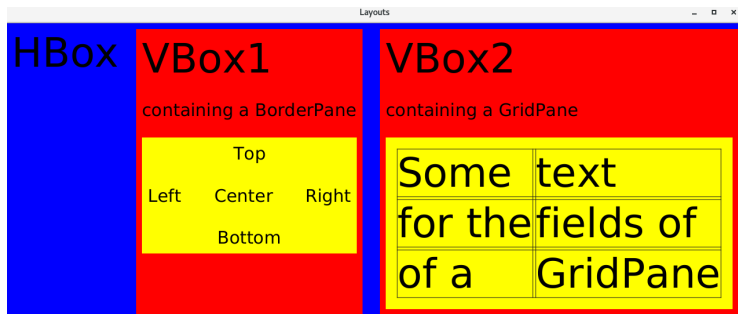 Layouts
HBox
VBox1
containing a BorderPane
Top
Left Center Right
Bottom
VBox2
containing a GridPane
Some text
for the fields of
of a GridPane